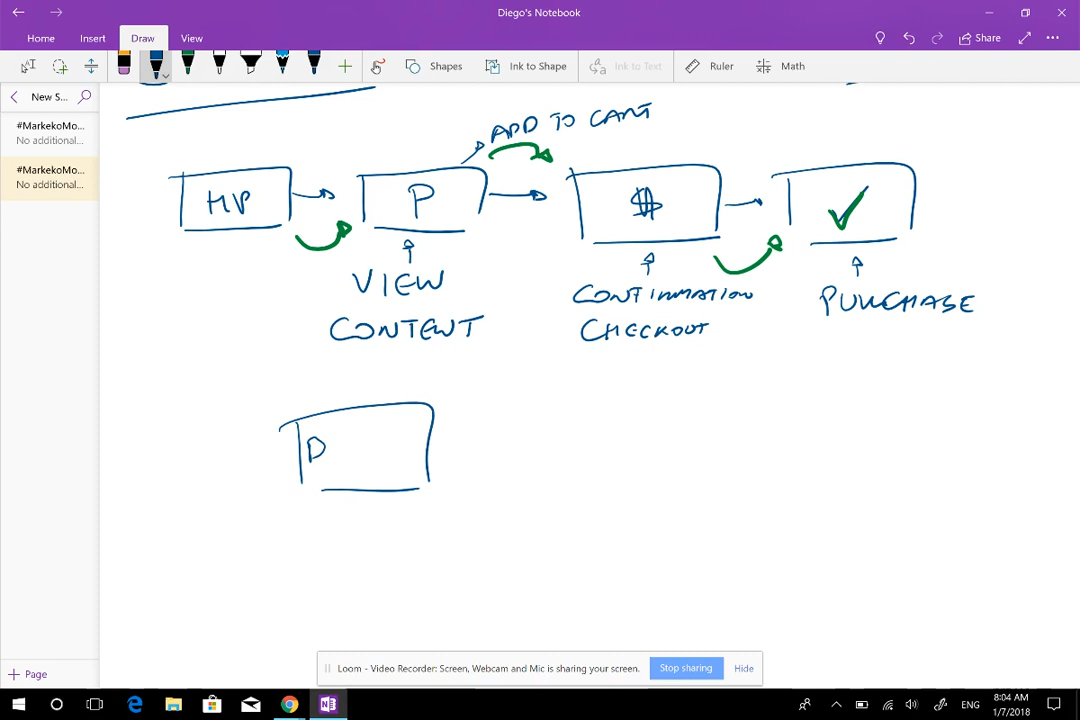 Diego's Notebook
Home Insert Draw View
Share
Shapes Ink to Shape Ink to Text Ruler Math
New S...
#MarkekoMo...
No additional...
#MarkekoMo...
No additional...
ADD TO CART
HP P $ ✓
VIEW
CONTENT
CONFIRMATION
CHECKOUT
PURCHASE
P
Loom - Video Recorder: Screen, Webcam and Mic is sharing your screen. Stop sharing Hide
+ Page
8:04 AM
ENG
1/7/2018